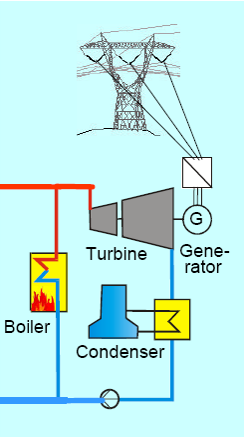 G
Turbine
Gene-
rator
Boiler
Condenser